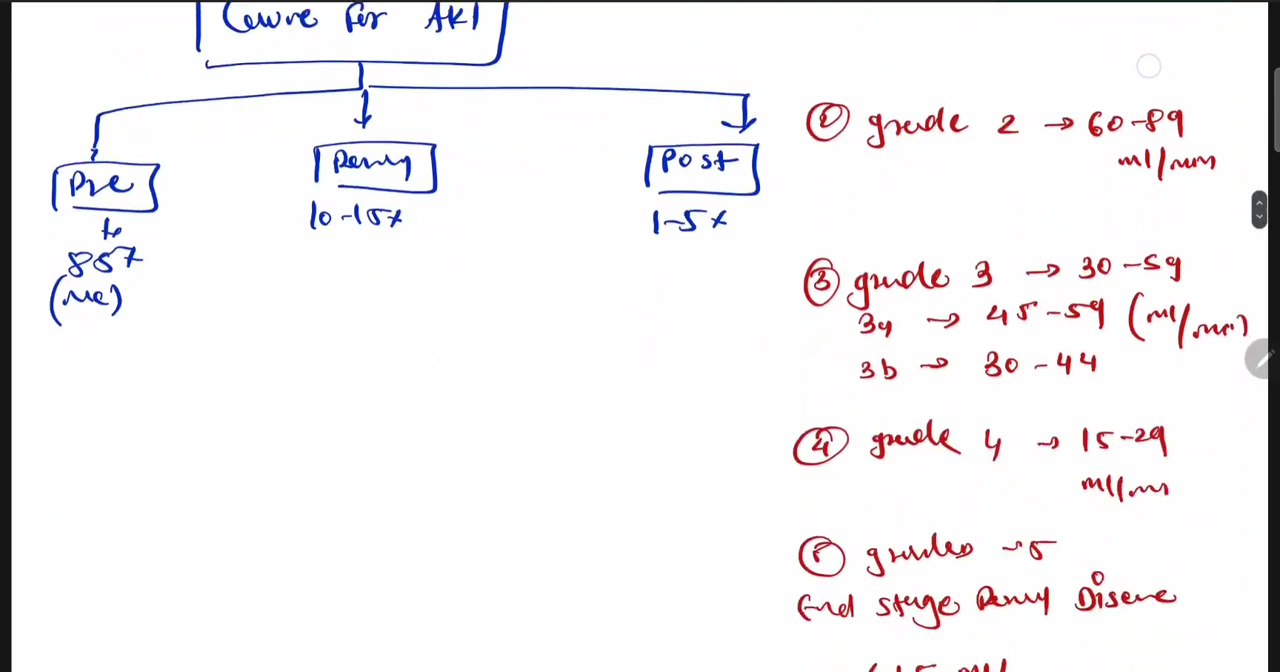 Cause for AKI
Pre
to
85%
(MC)
Renal
10-15%
Post
1-5%
② grade 2 → 60-89
ml/min
③ grade 3 → 30-59
3a → 45-59 (ml/min)
3b → 30-44
④ grade 4 → 15-29
ml/min
⑤ grades → 5
End stage Renal Disease